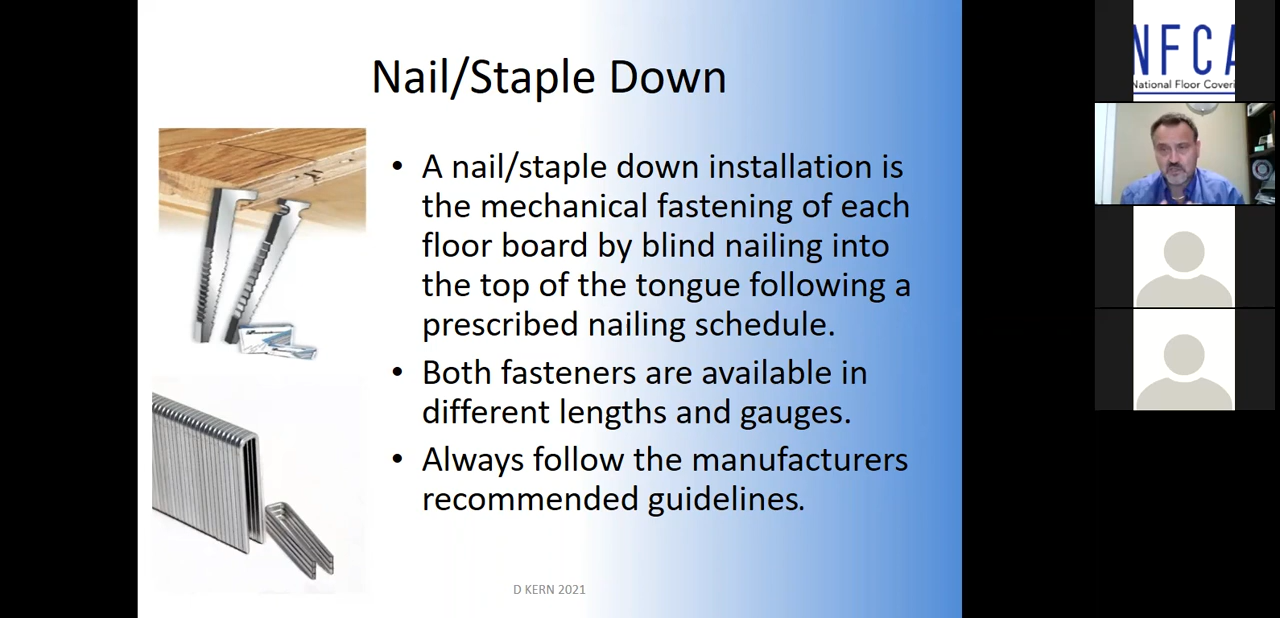 Nail/Staple Down
• A nail/staple down installation is
the mechanical fastening of each
floor board by blind nailing into
the top of the tongue following a
prescribed nailing schedule.
• Both fasteners are available in
different lengths and gauges.
• Always follow the manufacturers
recommended guidelines.
D KERN 2021
NFCA
National Floor Coveri